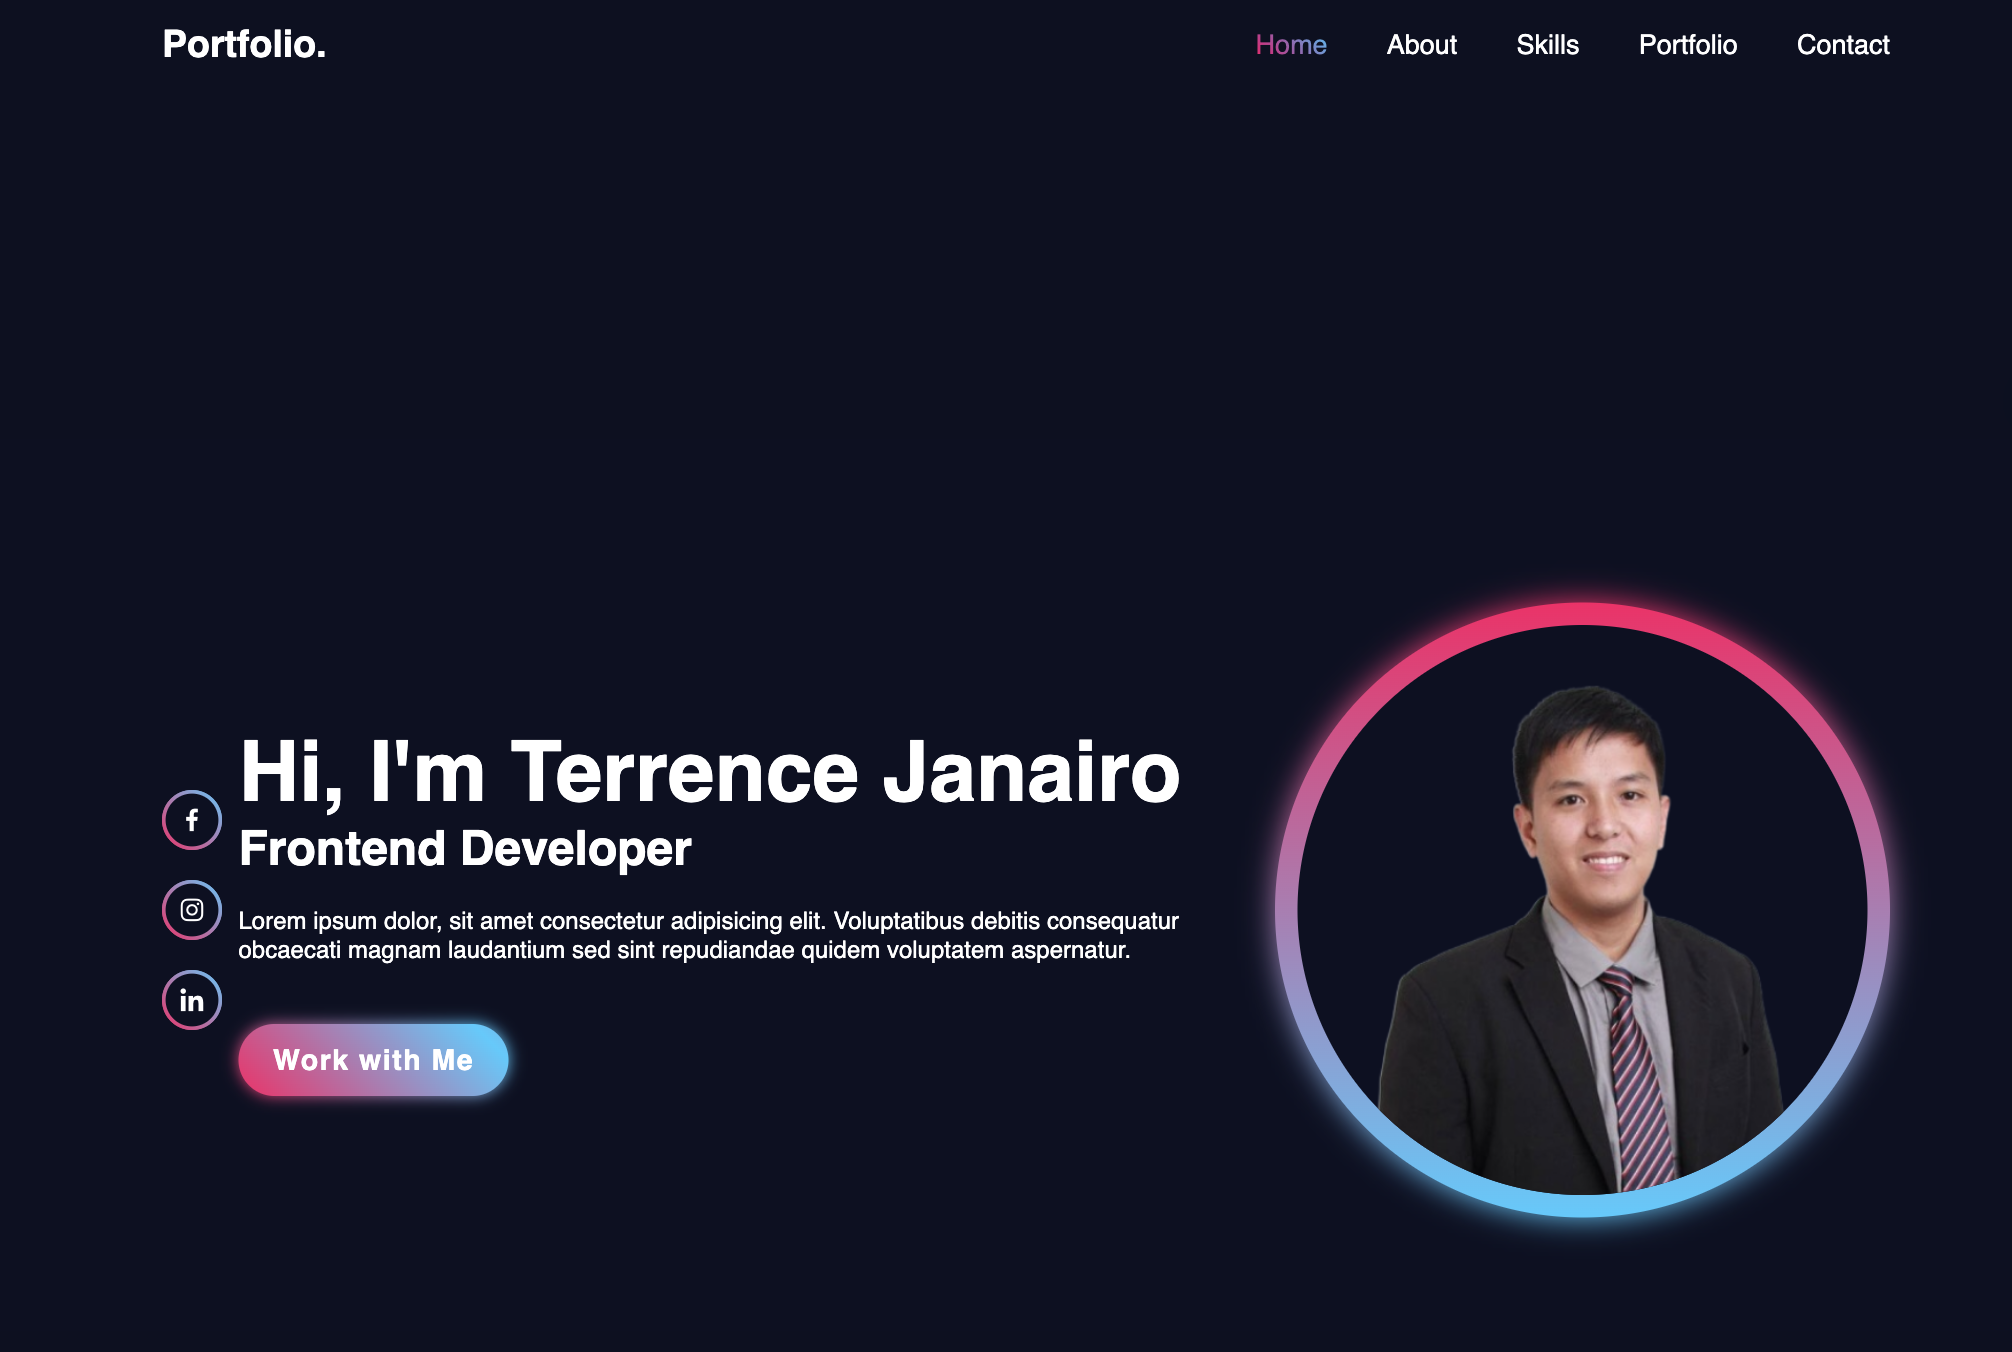 Portfolio.
Home About Skills Portfolio Contact
Hi, I'm Terrence Janairo
Frontend Developer
Lorem ipsum dolor, sit amet consectetur adipisicing elit. Voluptatibus debitis consequatur
obcaecati magnam laudantium sed sint repudiandae quidem voluptatem aspernatur.
Work with Me